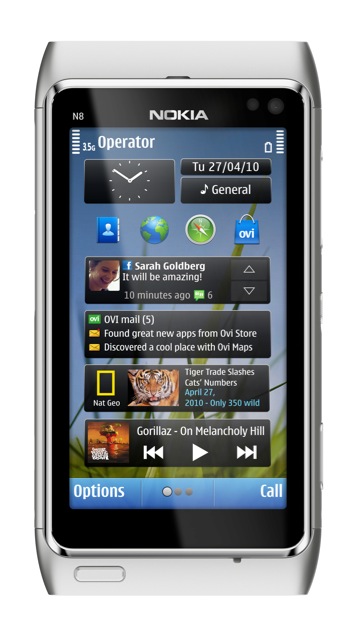 N8
NOKIA
3.5G Operator
Tu 27/04/10
General
ovi
f Sarah Goldberg
It will be amazing!
10 minutes ago 6
ovi OVI mail (5)
Found great new apps from Ovi Store
Discovered a cool place with Ovi Maps
Nat Geo
Tiger Trade Slashes
Cats' Numbers
April 27,
2010 - Only 350 wild
Gorillaz - On Melancholy Hill
Options
Call